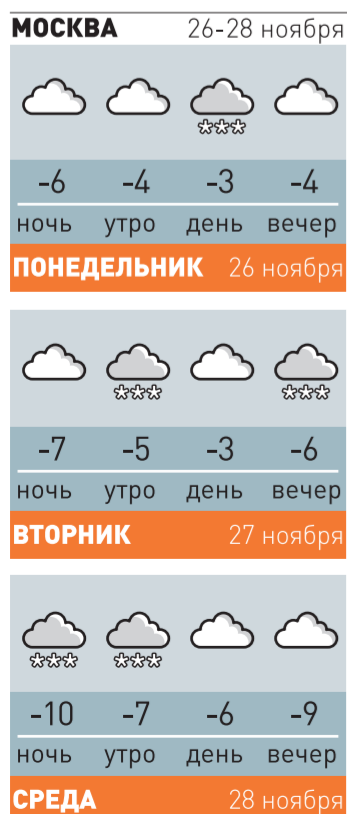 МОСКВА 26-28 ноября
-6 -4 -3 -4
ночь утро день вечер
ПОНЕДЕЛЬНИК 26 ноября
-7 -5 -3 -6
ночь утро день вечер
ВТОРНИК 27 ноября
-10 -7 -6 -9
ночь утро день вечер
СРЕДА 28 ноября